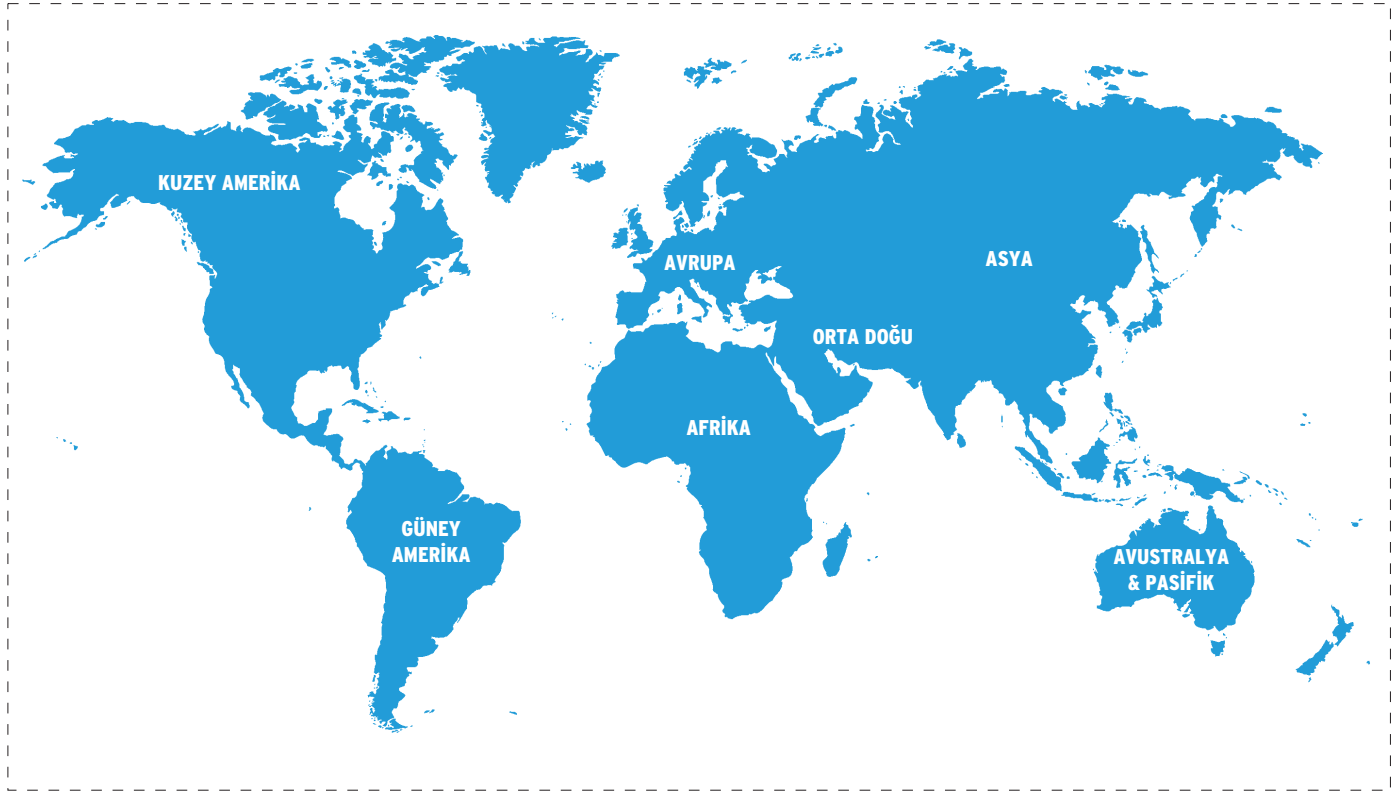 KUZEY AMERİKA
AVRUPA
ASYA
ORTA DOĞU
AFRİKA
GÜNEY
AMERİKA
AVUSTRALYA
& PASİFİK